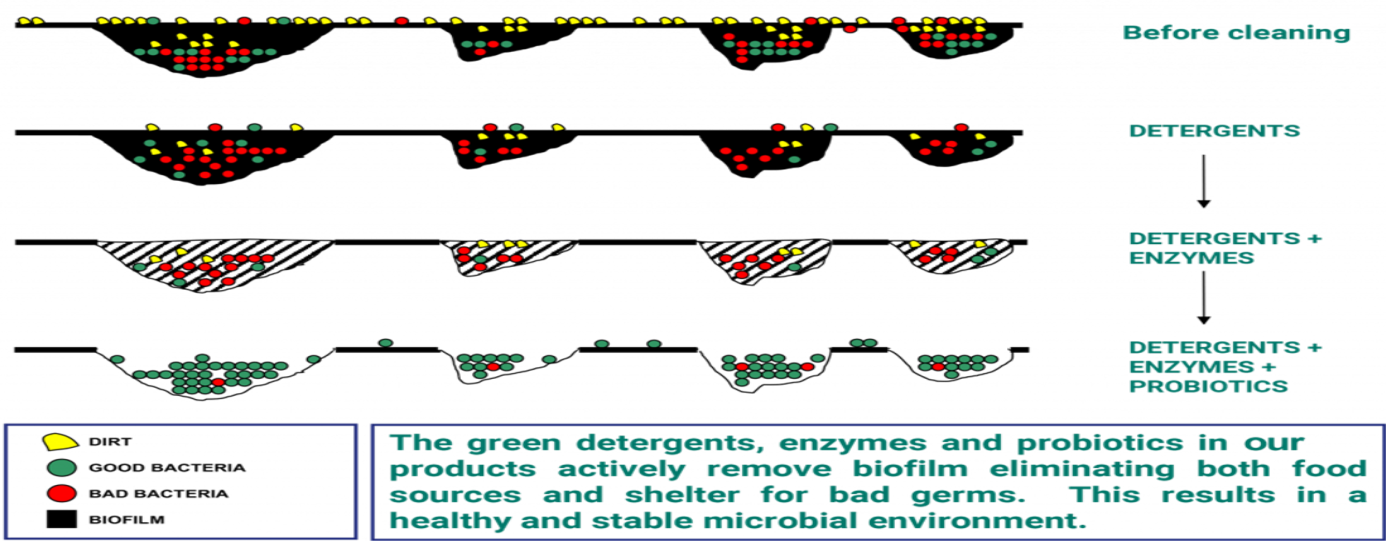 Before cleaning
DETERGENTS
DETERGENTS +
ENZYMES
DETERGENTS +
ENZYMES +
PROBIOTICS
DIRT
GOOD BACTERIA
BAD BACTERIA
BIOFILM
The green detergents, enzymes and probiotics in our
products actively remove biofilm eliminating both food
sources and shelter for bad germs. This results in a
healthy and stable microbial environment.